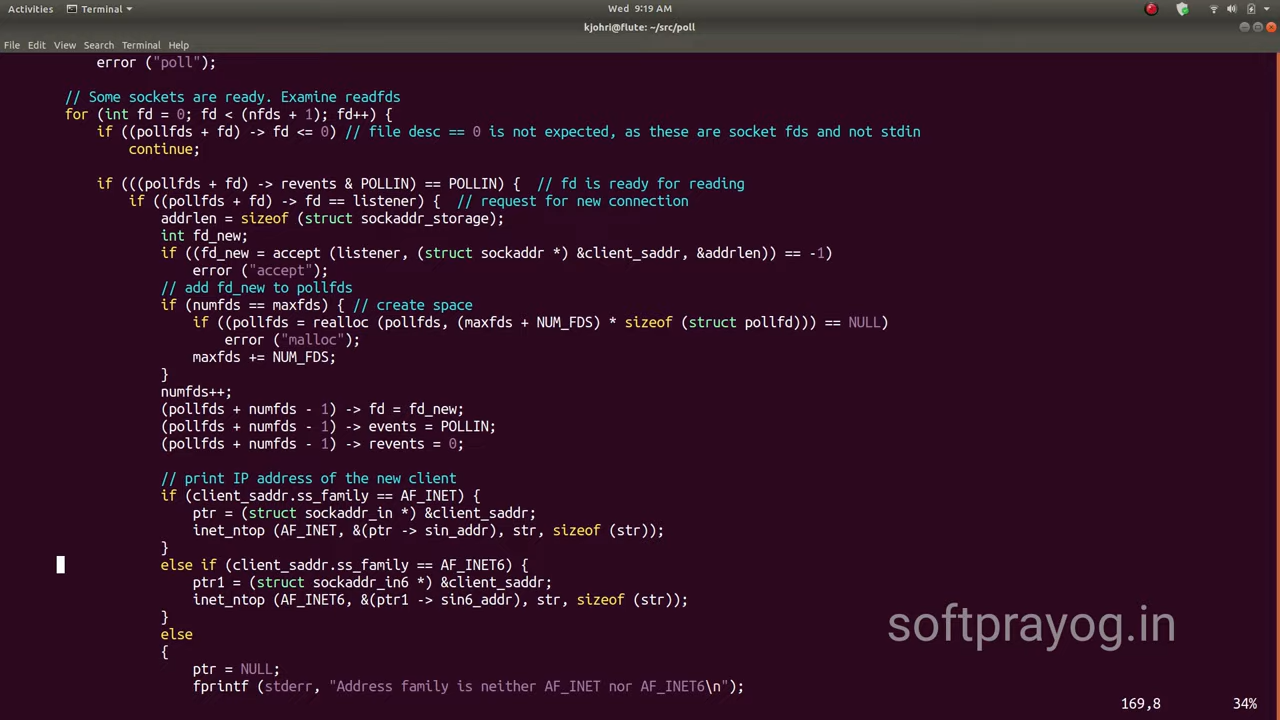 Activities Terminal Wed 9:19 AM
kjohri@flute: ~/src/poll
File Edit View Search Terminal Help
error ("poll");
// Some sockets are ready. Examine readfds
for (int fd = 0; fd < (nfds + 1); fd++) {
if ((pollfds + fd) -> fd <= 0) // file desc == 0 is not expected, as these are socket fds and not stdin
continue;
if (((pollfds + fd) -> revents & POLLIN) == POLLIN) { // fd is ready for reading
if ((pollfds + fd) -> fd == listener) { // request for new connection
addrlen = sizeof (struct sockaddr_storage);
int fd_new;
if ((fd_new = accept (listener, (struct sockaddr *) &client_saddr, &addrlen)) == -1)
error ("accept");
// add fd_new to pollfds
if (numfds == maxfds) { // create space
if ((pollfds = realloc (pollfds, (maxfds + NUM_FDS) * sizeof (struct pollfd))) == NULL)
error ("malloc");
maxfds += NUM_FDS;
}
numfds++;
(pollfds + numfds - 1) -> fd = fd_new;
(pollfds + numfds - 1) -> events = POLLIN;
(pollfds + numfds - 1) -> revents = 0;
// print IP address of the new client
if (client_saddr.ss_family == AF_INET) {
ptr = (struct sockaddr_in *) &client_saddr;
inet_ntop (AF_INET, &(ptr -> sin_addr), str, sizeof (str));
}
else if (client_saddr.ss_family == AF_INET6) {
ptr1 = (struct sockaddr_in6 *) &client_saddr;
inet_ntop (AF_INET6, &(ptr1 -> sin6_addr), str, sizeof (str));
}
else
{
ptr = NULL;
fprintf (stderr, "Address family is neither AF_INET nor AF_INET6\n");
softprayog.in
169,8 34%